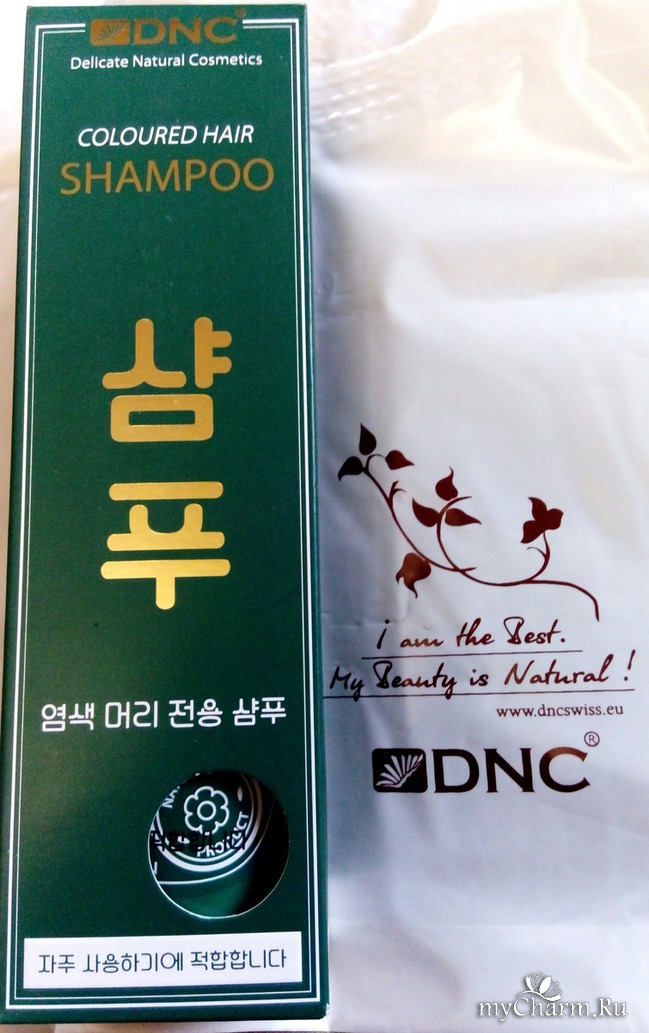 DNC®
Delicate Natural Cosmetics
COLOURED HAIR
SHAMPOO
샴
푸
염색 머리 전용 샴푸
자주 사용하기에 적합합니다
i am the Best.
My Beauty is Natural!
www.dncswiss.eu
DNC®
myCharm.Ru